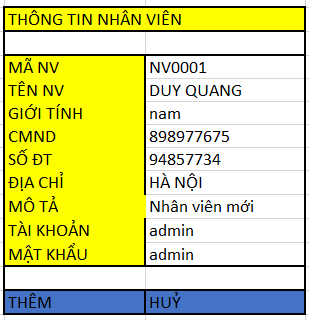 THÔNG TIN NHÂN VIÊN
MÃ NV NV0001
TÊN NV DUY QUANG
GIỚI TÍNH nam
CMND 898977675
SỐ ĐT 94857734
ĐỊA CHỈ HÀ NỘI
MÔ TẢ Nhân viên mới
TÀI KHOẢN admin
MẬT KHẨU admin
THÊM HUỶ